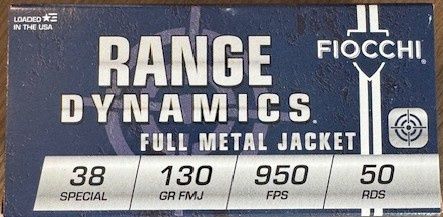 LOADED
IN THE USA
RANGE
DYNAMICS
FULL METAL JACKET
FIOCCHI
38
SPECIAL
130
GR FMJ
950
FPS
50
RDS